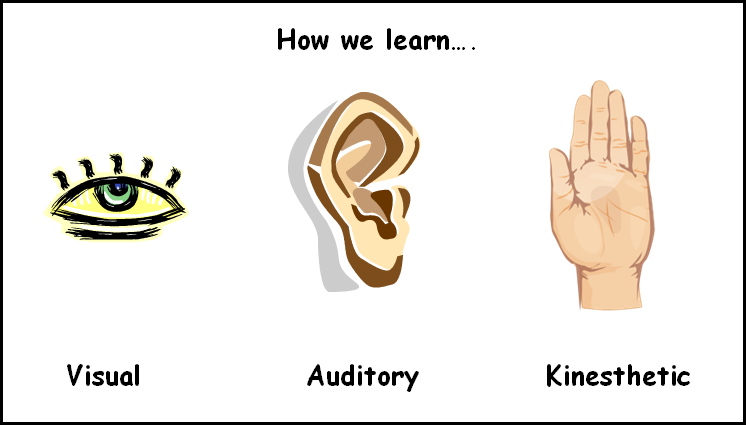 How we learn….
Visual
Auditory
Kinesthetic